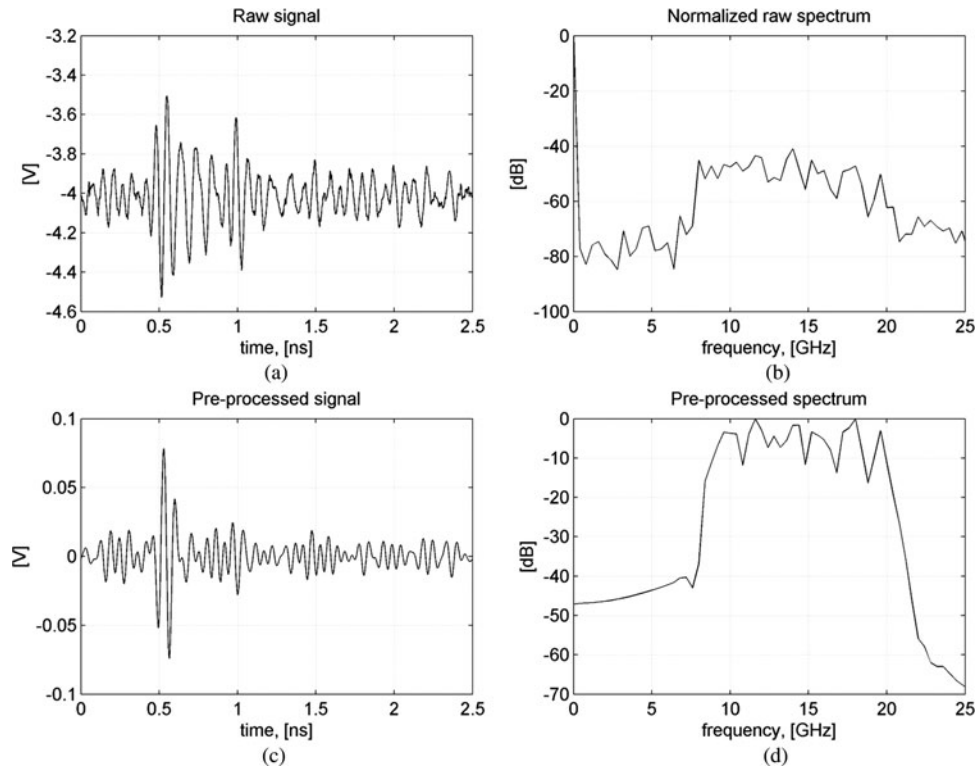 Raw signal
-3.2
-3.4
-3.6
-3.8
-4
-4.2
-4.4
-4.6
[V]
0 0.5 1 1.5 2 2.5
time, [ns]
(a)
Normalized raw spectrum
0
-20
-40
-60
-80
-100
[dB]
0 5 10 15 20 25
frequency, [GHz]
(b)
Pre-processed signal
0.1
0.05
0
-0.05
-0.1
[V]
0 0.5 1 1.5 2 2.5
time, [ns]
(c)
Pre-processed spectrum
0
-10
-20
-30
-40
-50
-60
-70
[dB]
0 5 10 15 20 25
frequency, [GHz]
(d)